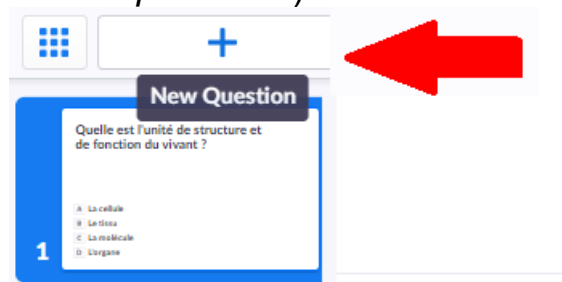 +
New Question
Quelle est l'unité de structure et
de fonction du vivant ?
A La cellule
B Le tissu
C La molécule
D L'organe
1